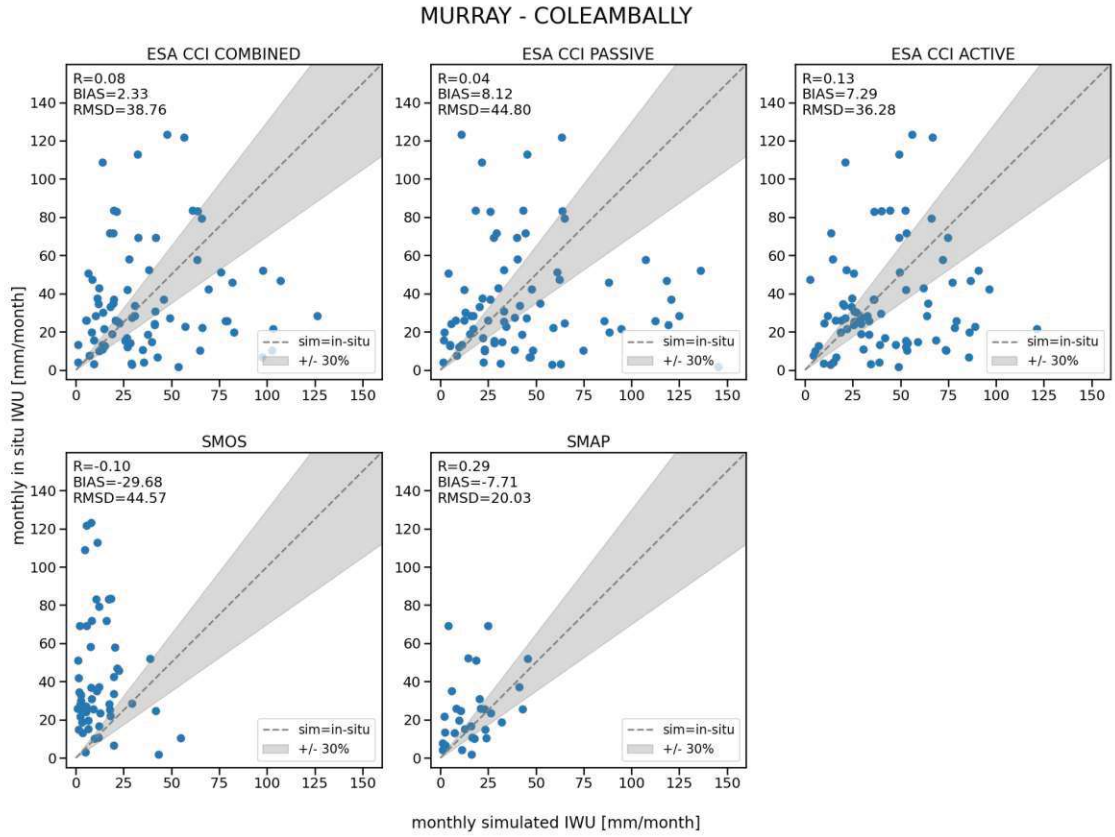 MURRAY - COLEAMBALLY
ESA CCI COMBINED
R=0.08
BIAS=2.33
RMSD=38.76
140
120
100
80
60
40
20
0
0 25 50 75 100 125 150
sim=in-situ
+/- 30%
ESA CCI PASSIVE
R=0.04
BIAS=8.12
RMSD=44.80
140
120
100
80
60
40
20
0
0 25 50 75 100 125 150
sim=in-situ
+/- 30%
ESA CCI ACTIVE
R=0.13
BIAS=7.29
RMSD=36.28
140
120
100
80
60
40
20
0
0 25 50 75 100 125 150
sim=in-situ
+/- 30%
monthly in situ IWU [mm/month]
SMOS
R=-0.10
BIAS=-29.68
RMSD=44.57
140
120
100
80
60
40
20
0
0 25 50 75 100 125 150
sim=in-situ
+/- 30%
SMAP
R=0.29
BIAS=-7.71
RMSD=20.03
140
120
100
80
60
40
20
0
0 25 50 75 100 125 150
sim=in-situ
+/- 30%
monthly simulated IWU [mm/month]